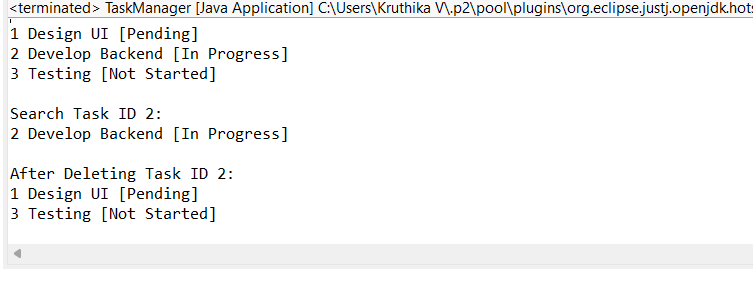 <terminated> TaskManager [Java Application] C:\Users\Kruthika V\.p2\pool\plugins\org.eclipse.justj.openjdk.hots
1 Design UI [Pending]
2 Develop Backend [In Progress]
3 Testing [Not Started]
Search Task ID 2:
2 Develop Backend [In Progress]
After Deleting Task ID 2:
1 Design UI [Pending]
3 Testing [Not Started]